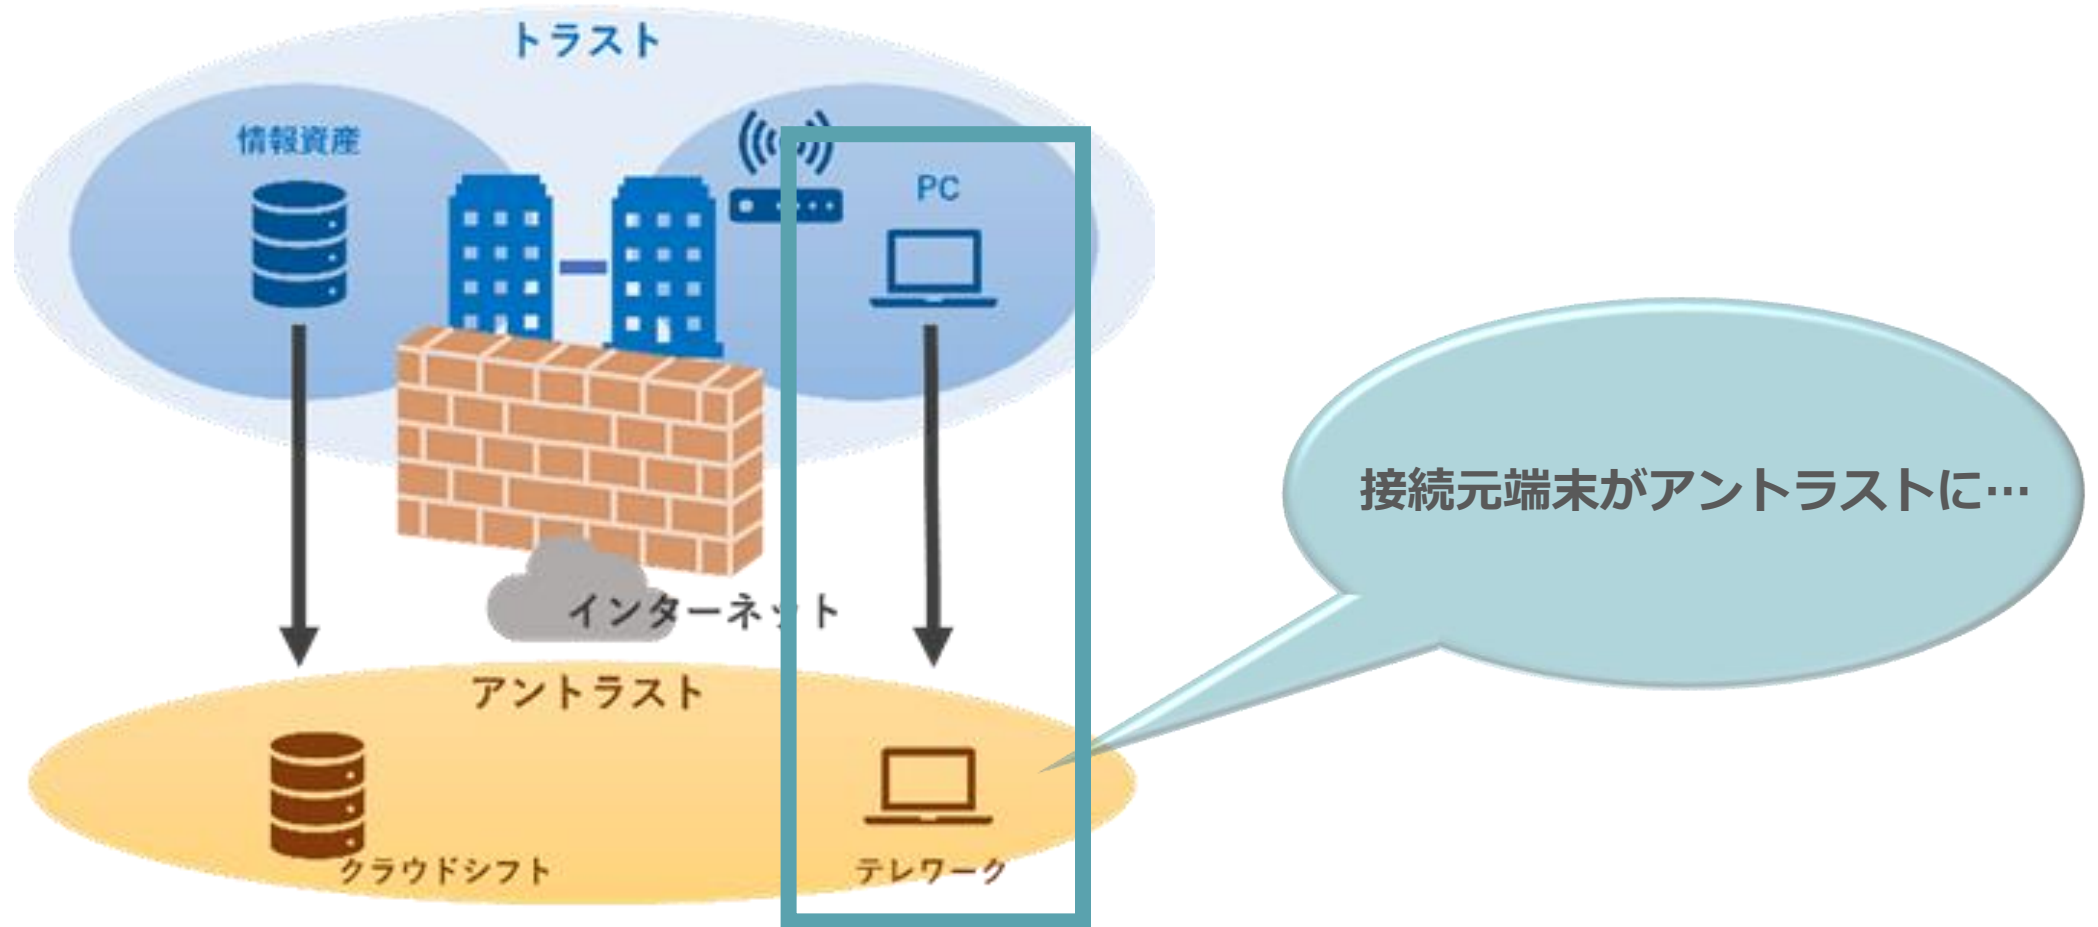 トラスト
情報資産
PC
接続元端末がアントラストに…
インターネット
アントラスト
クラウドシフト
テレワーク